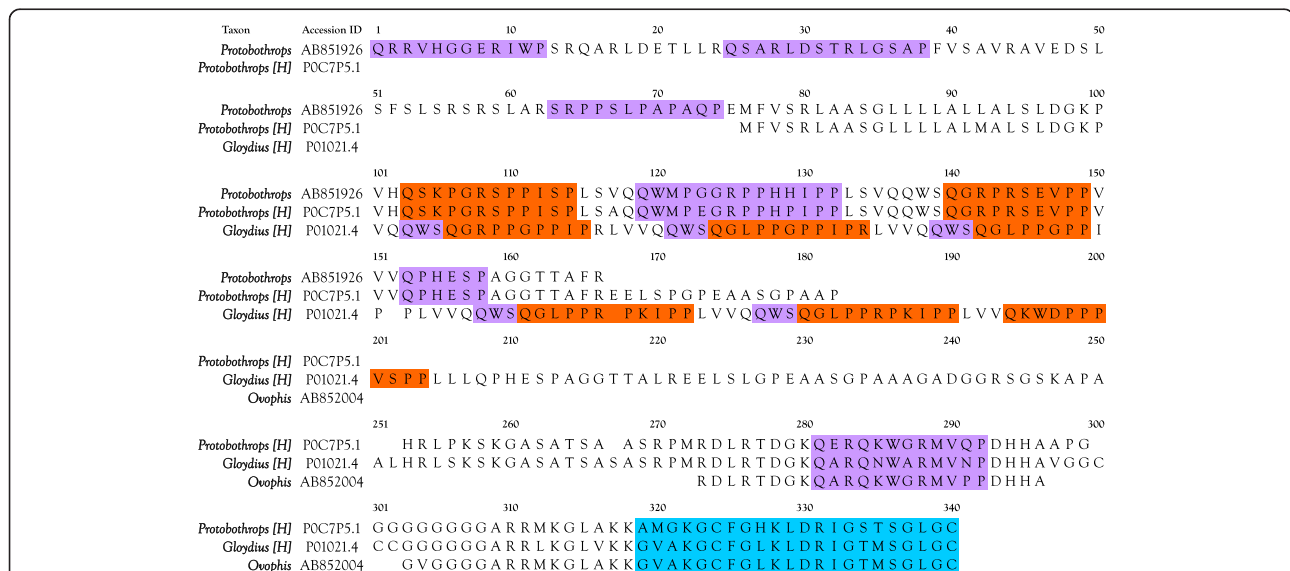 Taxon Accession ID 1 10 20 30 40 50
Protobothrops AB851926 QRRVHGGERIWPSRQARLDETLLRQSARLDSTRLGSAPFVSAVRAVEDSL
Protobothrops [H] P0C7P5.1
51 60 70 80 90 100
Protobothrops AB851926 SFSLSRSRSLARSRPPSLPAPAQPEMFVSRLAASGLLLLALLALSLDGKP
Protobothrops [H] P0C7P5.1 MFVSRLAASGLLLLALMALSLDGKP
Gloydius [H] P01021.4
101 110 120 130 140 150
Protobothrops AB851926 VHQSKPGRSPPISPLSVQQWMPGGRPPHHIPPLSVQQWSQGRPRSEVPPV
Protobothrops [H] P0C7P5.1 VHQSKPGRSPPISPLSAQQWMPEGRPPHPIPPLSVQQWSQGRPRSEVPPV
Gloydius [H] P01021.4 VQQWSQGRPPGPPIPRLVVQQWSQGLPPGPPIPRLVVQQWSQGLPPGPPI
151 160 170 180 190 200
Protobothrops AB851926 VVQPHESPAGGTTAFR
Protobothrops [H] P0C7P5.1 VVQPHESPAGGTTAFREELSPGPEAASGPAAP
Gloydius [H] P01021.4 P PLVVQQWSQGLPPR PKIPPLVVQQWSQGLPPRPKIPPLVVQKWDPPP
201 210 220 220 240 250
Protobothrops [H] P0C7P5.1
Gloydius [H] P01021.4 VSPPLLLQPHESPAGGTTALREELSLGPEAASGPAAAGADGGRSGSKAPA
Ovophis AB852004
251 260 270 280 290 300
Protobothrops [H] P0C7P5.1 HRLPKSKGASATSA ASRPMRDLRTDGKQERQKWGRMVQPDHHAAPG
Gloydius [H] P01021.4 ALHRLSKSKGASATSASASRPMRDLRTDGKQARQNWARMVNPDHHAVGGC
Ovophis AB852004 RDLRTDGKQARQKWGRMVPPDHHA
301 310 320 330 340
Protobothrops [H] P0C7P5.1 GGGGGGGGARRMKGLAKKAMGKGCFGHKLDRIGSTSGLGC
Gloydius [H] P01021.4 CCGGGGGGARRLKGLVKKGVAKGCFGLKLDRIGTMSGLGC
Ovophis AB852004 GVGGGGARRMKGLAKKGVAKGCFGLKLDRIGTMSGLGC